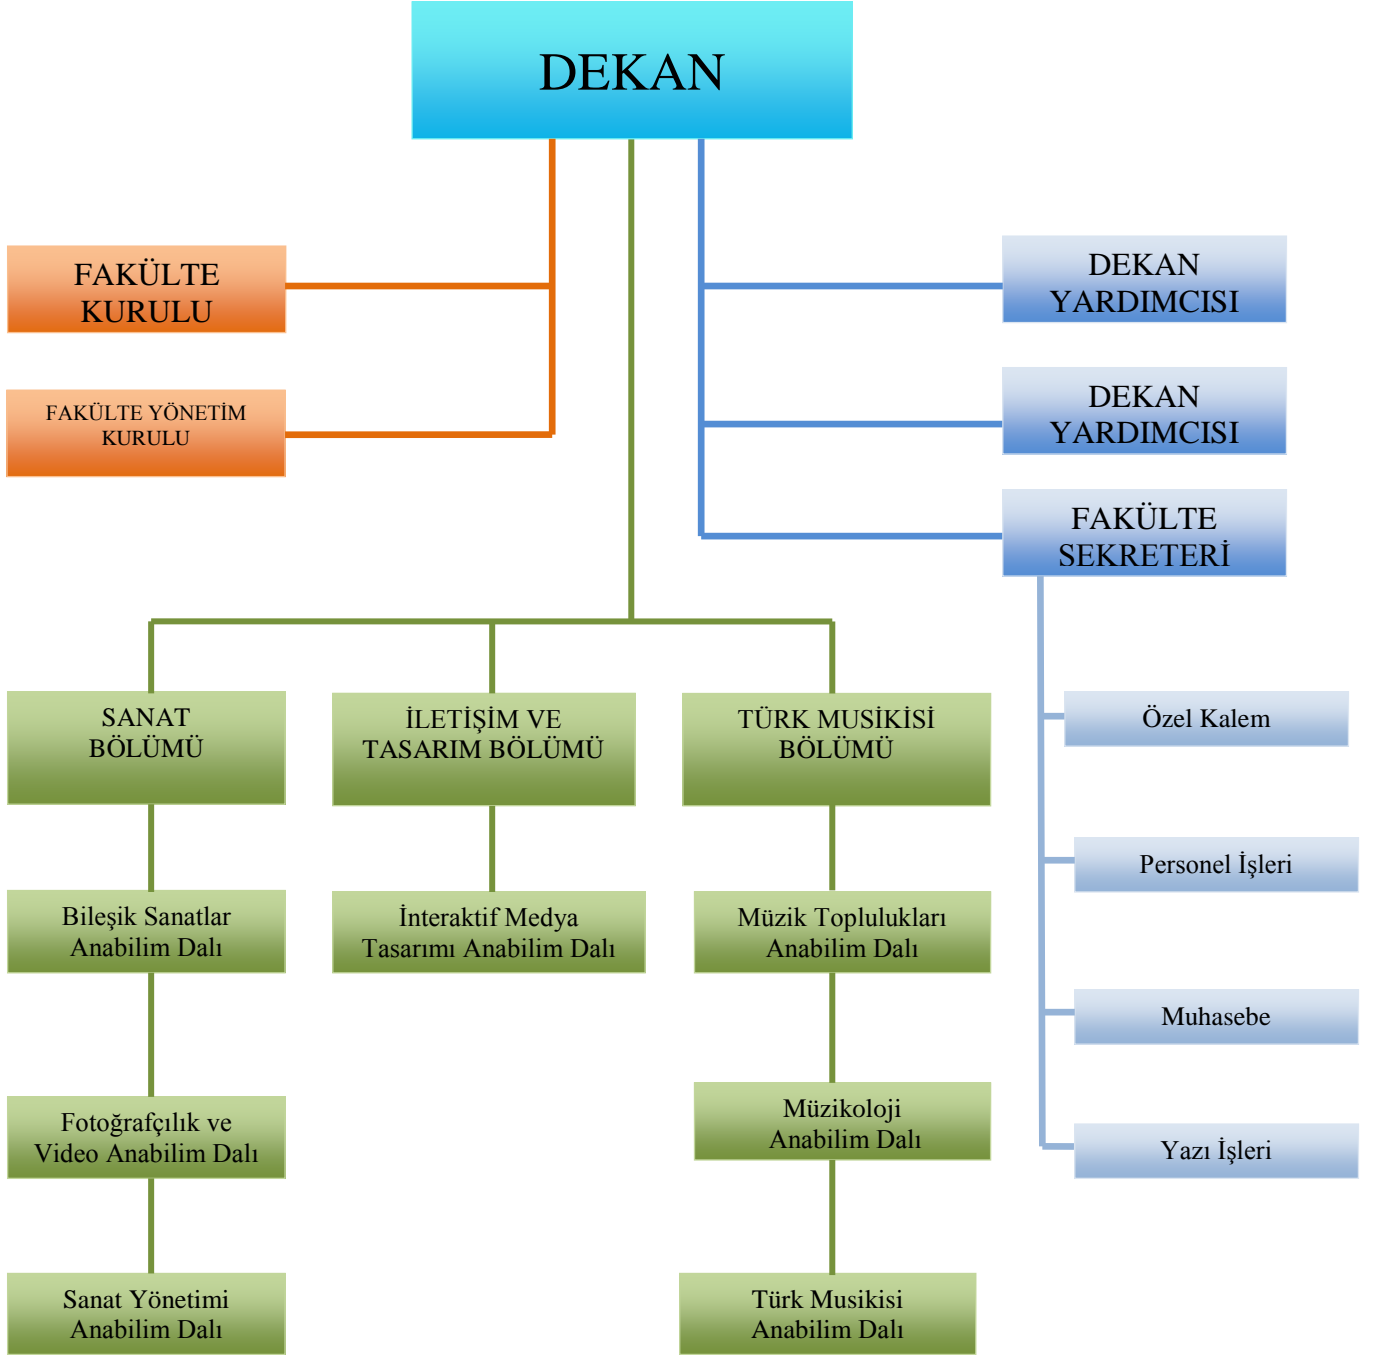 DEKAN
FAKÜLTE
KURULU
FAKÜLTE YÖNETİM
KURULU
DEKAN
YARDIMCISI
DEKAN
YARDIMCISI
FAKÜLTE
SEKRETERİ
SANAT
BÖLÜMÜ
İLETİŞİM VE
TASARIM BÖLÜMÜ
TÜRK MUSIKİSİ
BÖLÜMÜ
Özel Kalem
Personel İşleri
Muhasebe
Yazı İşleri
Bileşik Sanatlar
Anabilim Dalı
İnteraktif Medya
Tasarımı Anabilim Dalı
Müzik Toplulukları
Anabilim Dalı
Fotoğrafçılık ve
Video Anabilim Dalı
Müzikoloji
Anabilim Dalı
Sanat Yönetimi
Anabilim Dalı
Türk Musikisi
Anabilim Dalı